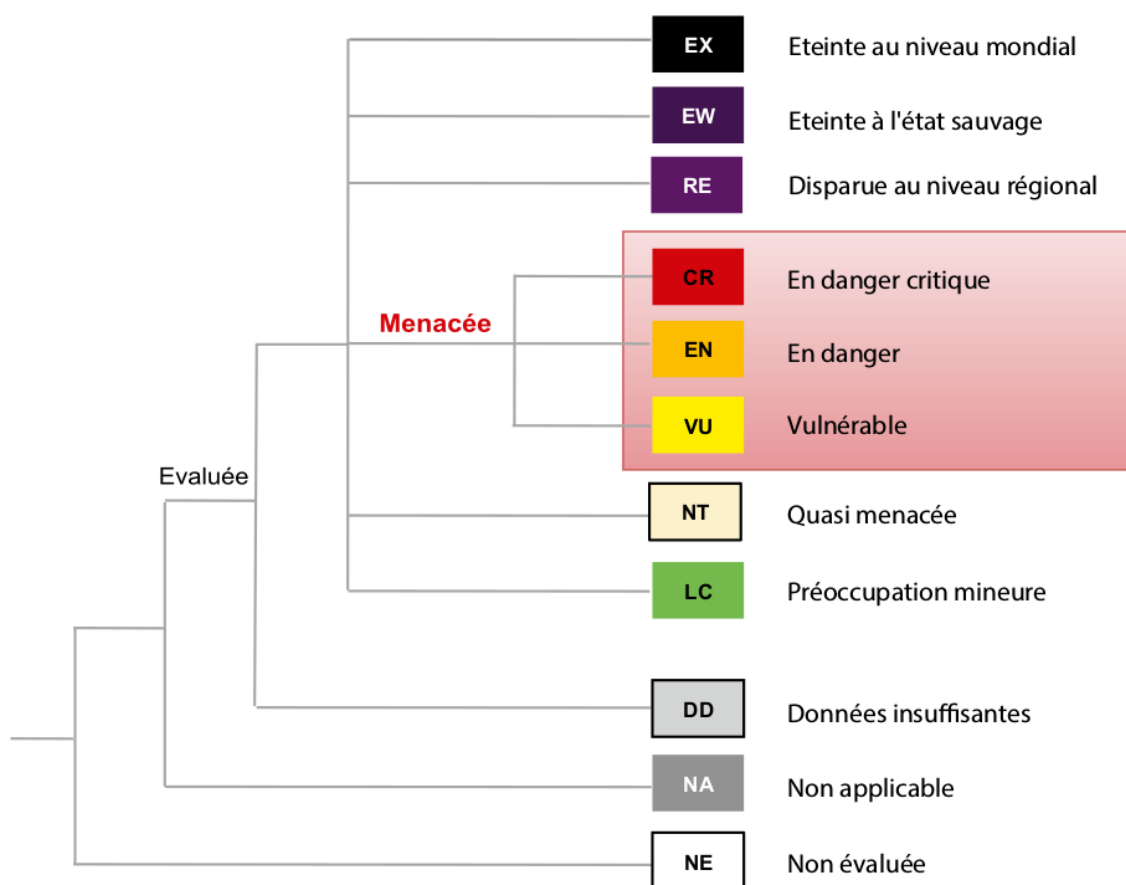 EX Eteinte au niveau mondial
EW Eteinte à l'état sauvage
RE Disparue au niveau régional
CR En danger critique
Menacée
EN En danger
VU Vulnérable
Evaluée
NT Quasi menacée
LC Préoccupation mineure
DD Données insuffisantes
NA Non applicable
NE Non évaluée